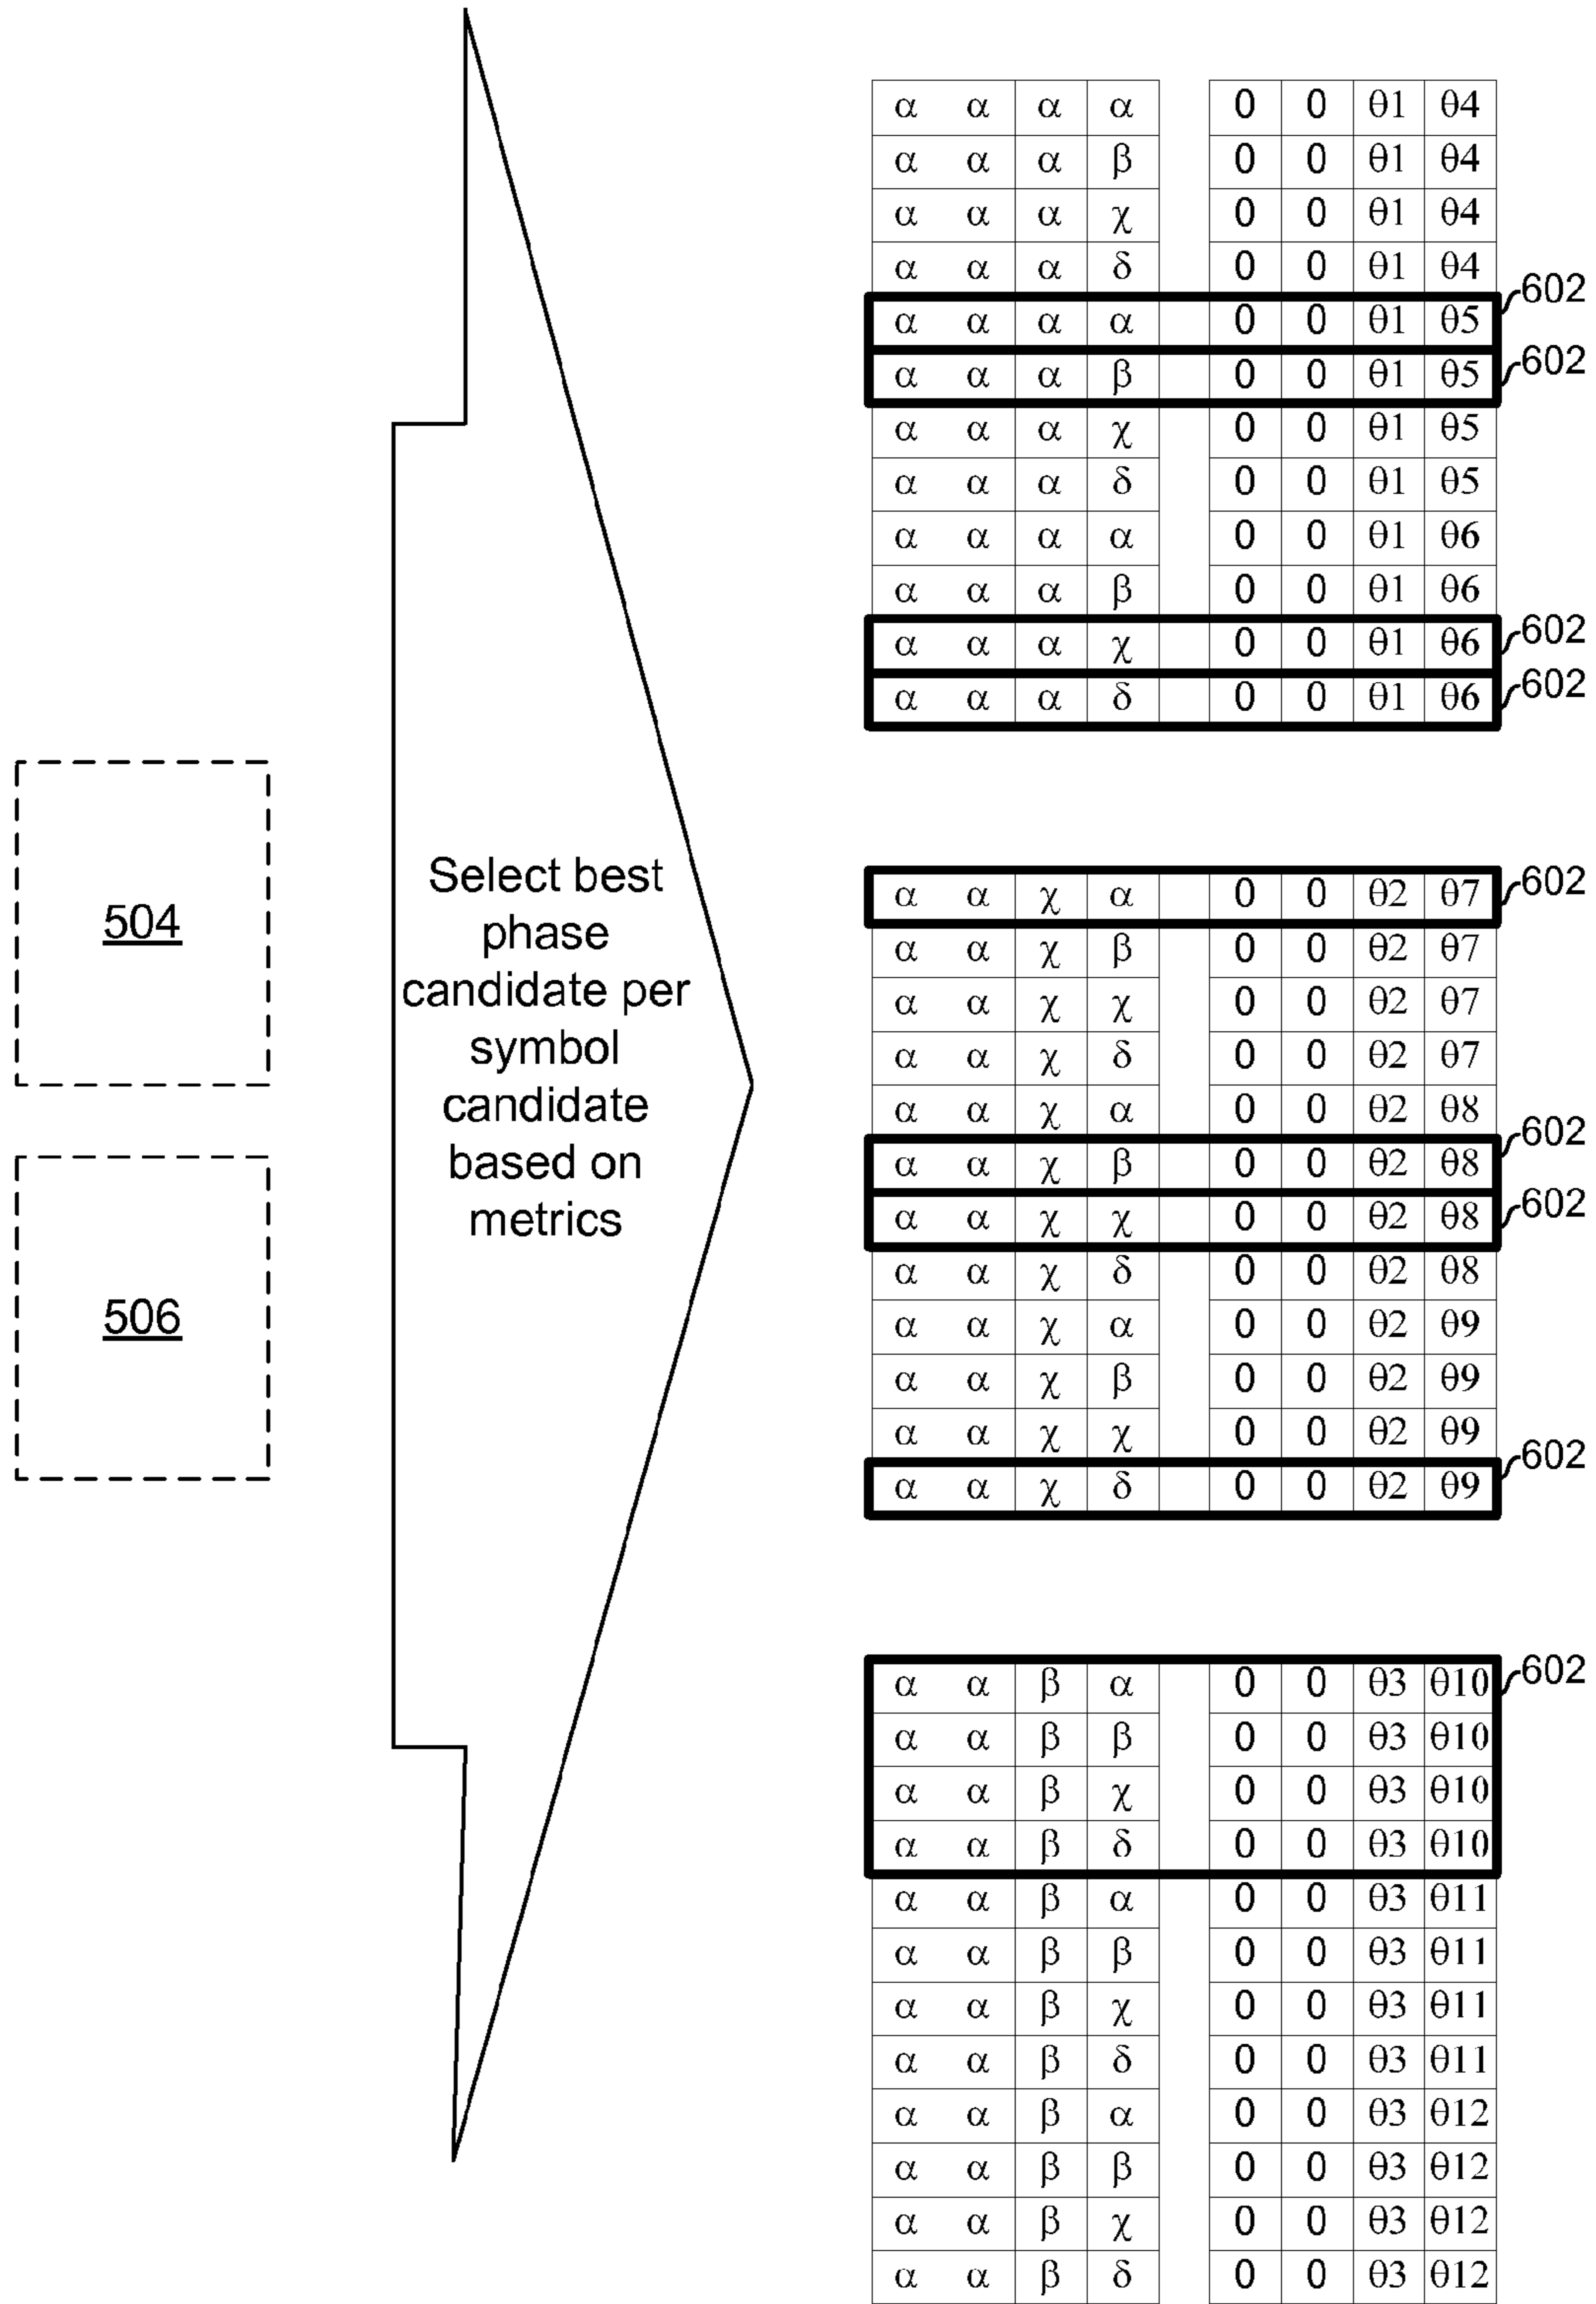 α α α α 0 0 θ1 θ4
α α α β 0 0 θ1 θ4
α α α χ 0 0 θ1 θ4
α α α δ 0 0 θ1 θ4
602
α α α α 0 0 θ1 θ5
602
α α α β 0 0 θ1 θ5
α α α χ 0 0 θ1 θ5
α α α δ 0 0 θ1 θ5
α α α α 0 0 θ1 θ6
α α α β 0 0 θ1 θ6
602
α α α χ 0 0 θ1 θ6
602
α α α δ 0 0 θ1 θ6
504
506
Select best
phase
candidate per
symbol
candidate
based on
metrics
602
α α χ α 0 0 θ2 θ7
α α χ β 0 0 θ2 θ7
α α χ χ 0 0 θ2 θ7
α α χ δ 0 0 θ2 θ7
α α χ α 0 0 θ2 θ8
602
α α χ β 0 0 θ2 θ8
602
α α χ χ 0 0 θ2 θ8
α α χ δ 0 0 θ2 θ8
α α χ α 0 0 θ2 θ9
α α χ β 0 0 θ2 θ9
α α χ χ 0 0 θ2 θ9
602
α α χ δ 0 0 θ2 θ9
602
α α β α 0 0 θ3 θ10
α α β β 0 0 θ3 θ10
α α β χ 0 0 θ3 θ10
α α β δ 0 0 θ3 θ10
α α β α 0 0 θ3 θ11
α α β β 0 0 θ3 θ11
α α β χ 0 0 θ3 θ11
α α β δ 0 0 θ3 θ11
α α β α 0 0 θ3 θ12
α α β β 0 0 θ3 θ12
α α β χ 0 0 θ3 θ12
α α β δ 0 0 θ3 θ12